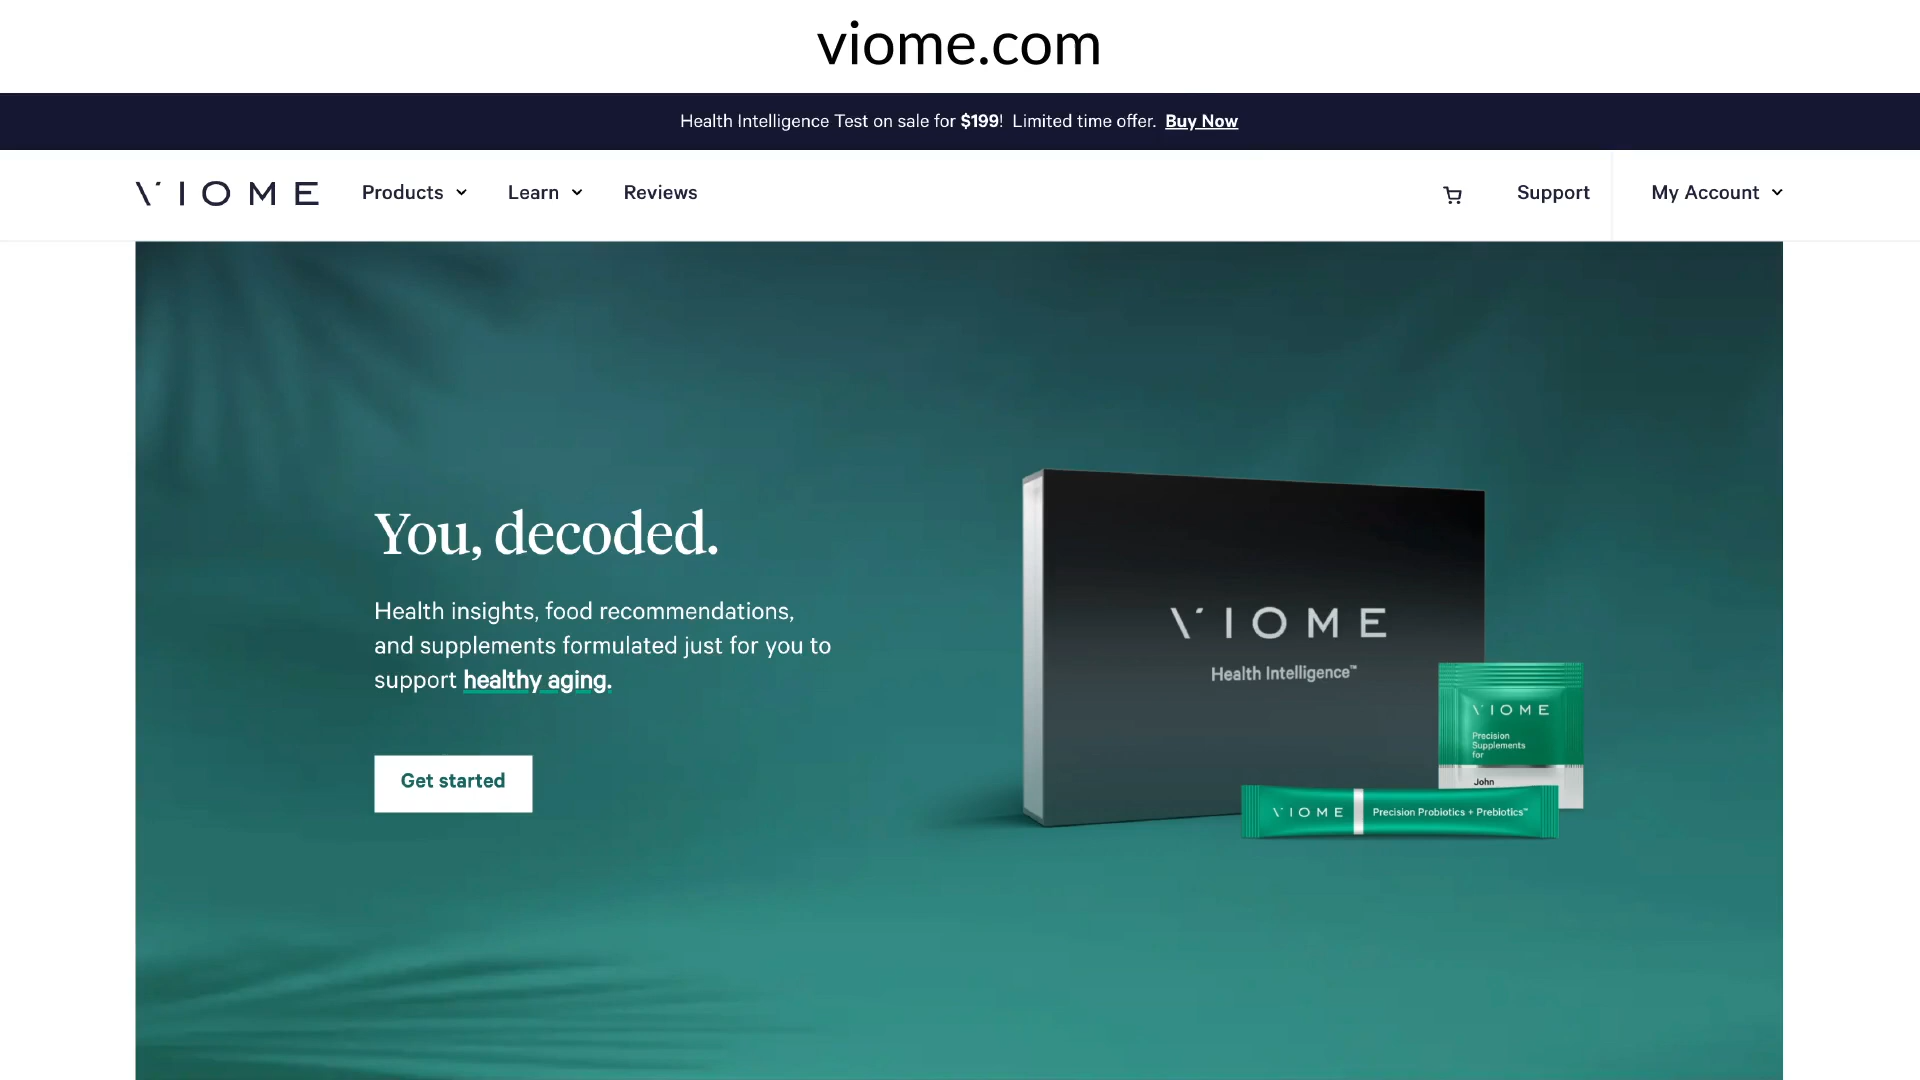 viome.com
Health Intelligence Test on sale for $199! Limited time offer. Buy Now
VIOME Products Learn Reviews Support My Account
You, decoded.
Health insights, food recommendations,
and supplements formulated just for you to
support healthy aging.
Get started
VIOME
Health Intelligence™
VIOME
Precision
Supplements
for
John
VIOME Precision Probiotics + Prebiotics™